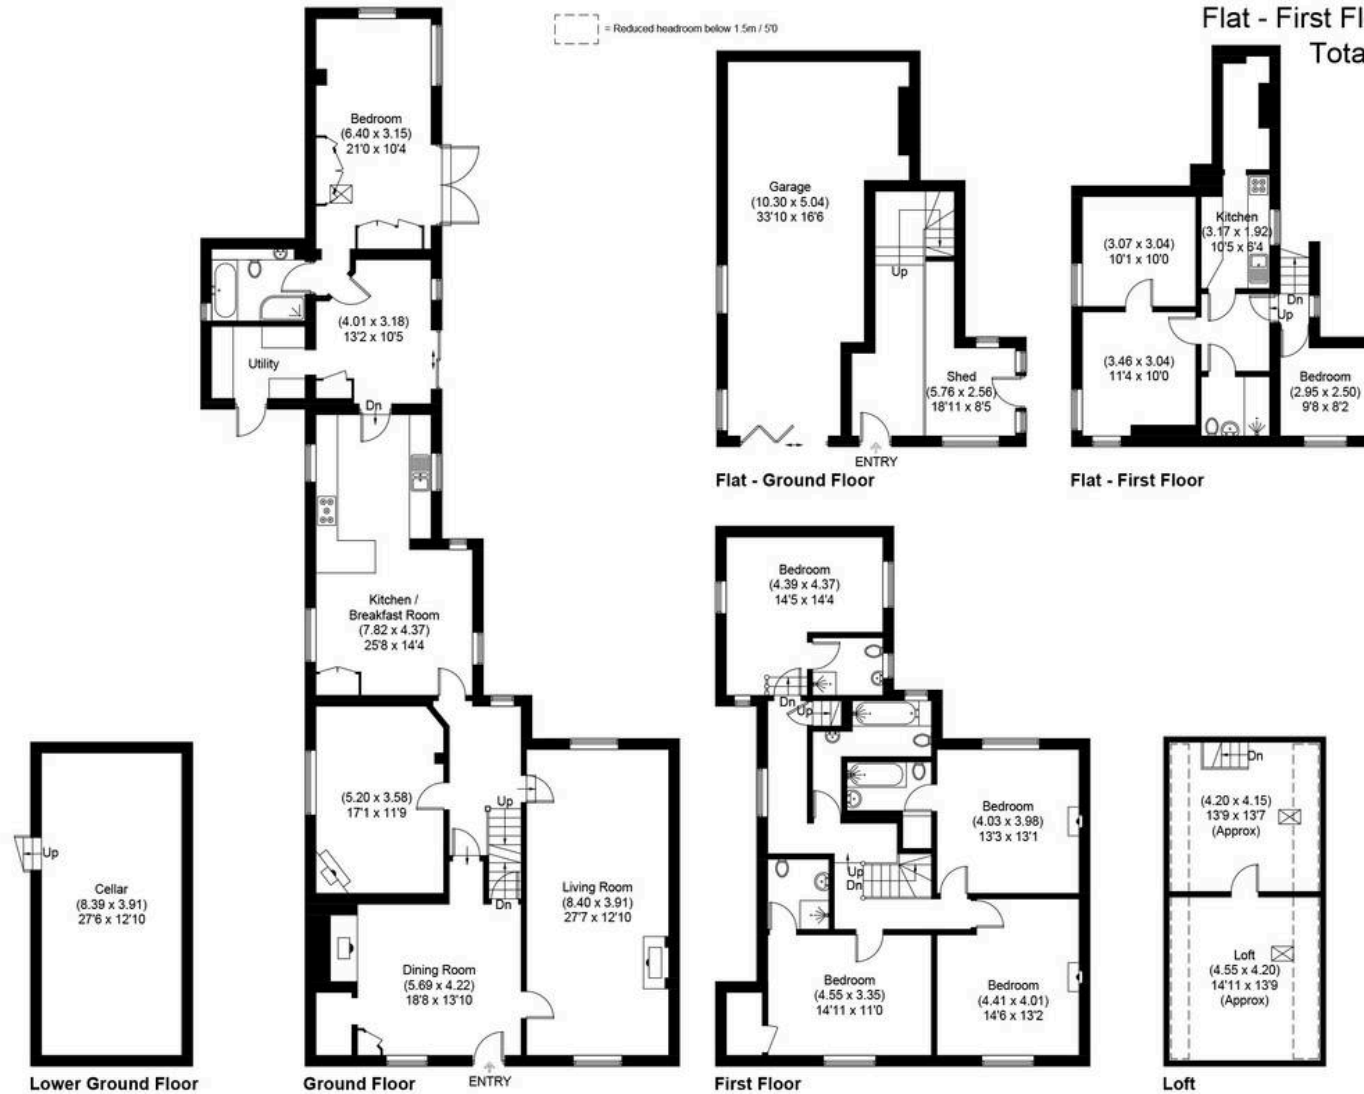 = Reduced headroom below 1.5m / 5'0
Flat - First Fl
Tota
Bedroom
(6.40 x 3.15)
21'0 x 10'4
(4.01 x 3.18)
13'2 x 10'5
Utility
Dn
Kitchen /
Breakfast Room
(7.82 x 4.37)
25'8 x 14'4
(5.20 x 3.58)
17'1 x 11'9
Up
Dn
Living Room
(8.40 x 3.91)
27'7 x 12'10
Dining Room
(5.69 x 4.22)
18'8 x 13'10
ENTRY
Ground Floor
Up
Cellar
(8.39 x 3.91)
27'6 x 12'10
Lower Ground Floor
Garage
(10.30 x 5.04)
33'10 x 16'6
Up
Shed
(5.76 x 2.56)
18'11 x 8'5
ENTRY
Flat - Ground Floor
Kitchen
(3.17 x 1.92)
10'5 x 6'4
(3.07 x 3.04)
10'1 x 10'0
Dn
Up
(3.46 x 3.04)
11'4 x 10'0
Bedroom
(2.95 x 2.50)
9'8 x 8'2
Flat - First Floor
Bedroom
(4.39 x 4.37)
14'5 x 14'4
Dn
Up
Bedroom
(4.03 x 3.98)
13'3 x 13'1
Up
Dn
Bedroom
(4.55 x 3.35)
14'11 x 11'0
Bedroom
(4.41 x 4.01)
14'6 x 13'2
First Floor
Dn
(4.20 x 4.15)
13'9 x 13'7
(Approx)
Loft
(4.55 x 4.20)
14'11 x 13'9
(Approx)
Loft